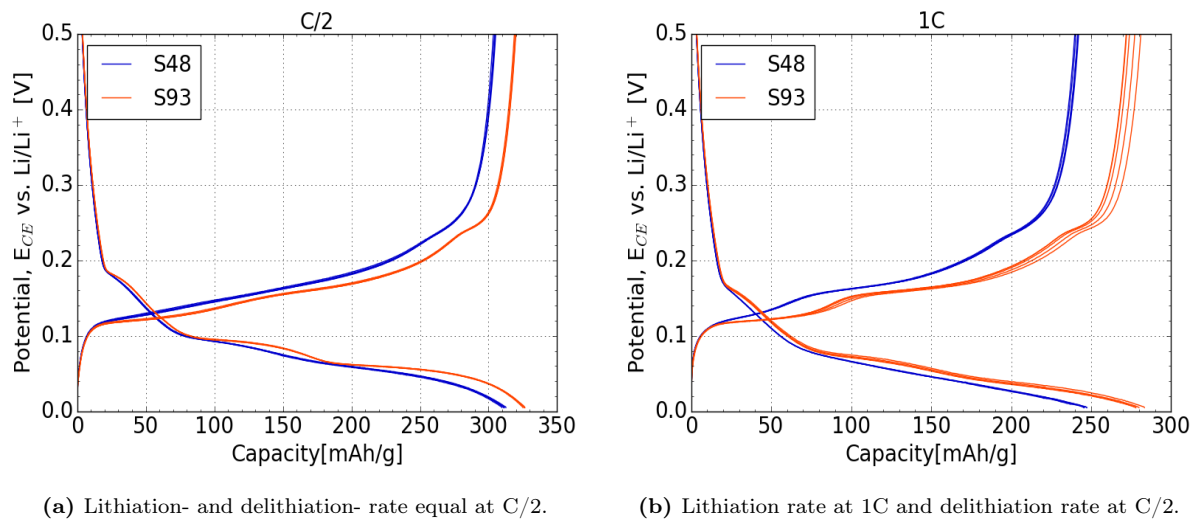 C/2
0.5
0.4
0.3
0.2
0.1
0.0
Potential, E_CE vs. Li/Li⁺ [V]
S48
S93
0 50 100 150 200 250 300 350
Capacity[mAh/g]
(a) Lithiation- and delithiation- rate equal at C/2.
1C
0.5
0.4
0.3
0.2
0.1
0.0
Potential, E_CE vs. Li/Li⁺ [V]
S48
S93
0 50 100 150 200 250 300
Capacity[mAh/g]
(b) Lithiation rate at 1C and delithiation rate at C/2.